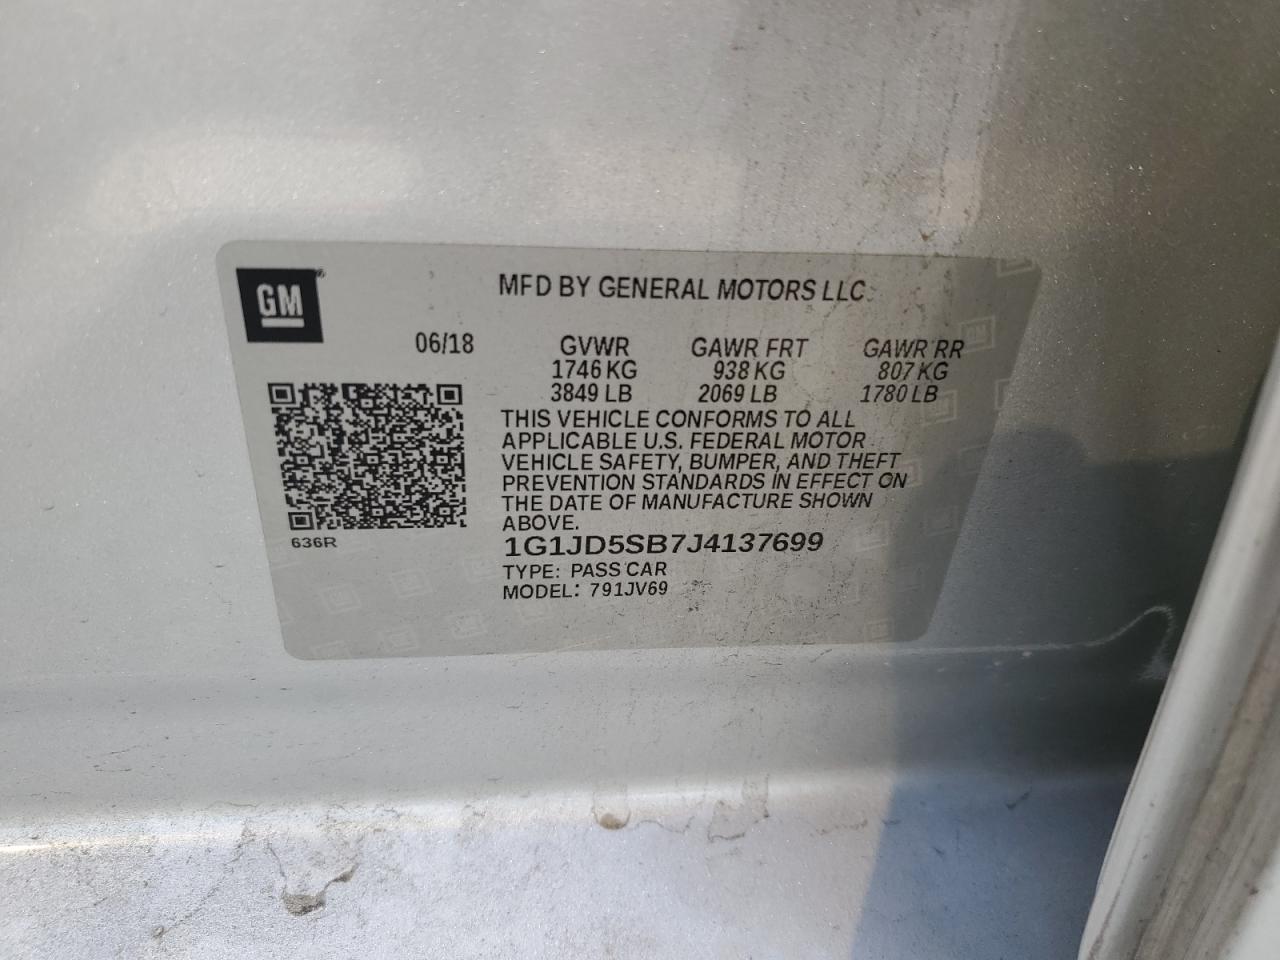 GM
MFD BY GENERAL MOTORS LLC
06/18
GVWR GAWR FRT GAWR RR
1746 KG 938 KG 807 KG
3849 LB 2069 LB 1780 LB
THIS VEHICLE CONFORMS TO ALL
APPLICABLE U.S. FEDERAL MOTOR
VEHICLE SAFETY, BUMPER, AND THEFT
PREVENTION STANDARDS IN EFFECT ON
THE DATE OF MANUFACTURE SHOWN
ABOVE.
636R
1G1JD5SB7J4137699
TYPE: PASS CAR
MODEL: 791JV69